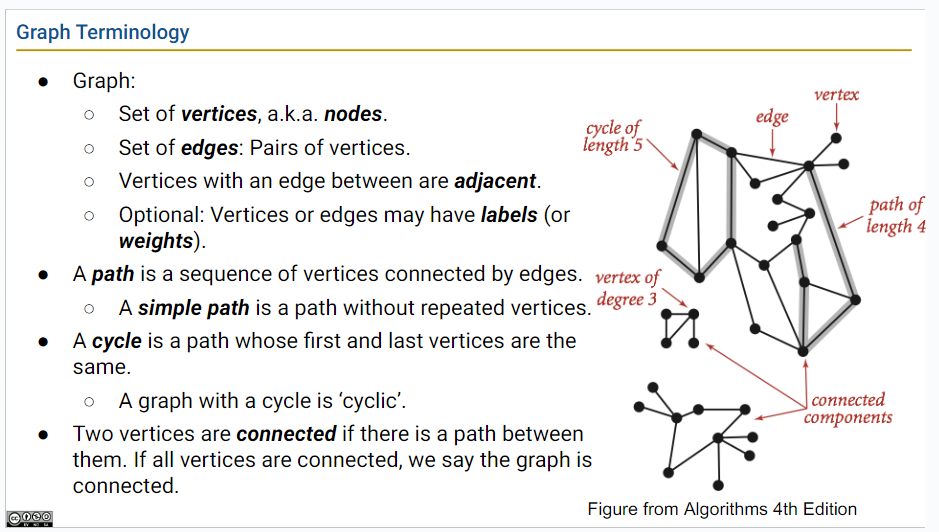 Graph Terminology
● Graph:
○ Set of vertices, a.k.a. nodes.
○ Set of edges: Pairs of vertices.
○ Vertices with an edge between are adjacent.
○ Optional: Vertices or edges may have labels (or
weights).
● A path is a sequence of vertices connected by edges.
○ A simple path is a path without repeated vertices.
● A cycle is a path whose first and last vertices are the
same.
○ A graph with a cycle is ‘cyclic’.
● Two vertices are connected if there is a path between
them. If all vertices are connected, we say the graph is
connected.
vertex
edge
cycle of
length 5
path of
length 4
vertex of
degree 3
connected
components
Figure from Algorithms 4th Edition